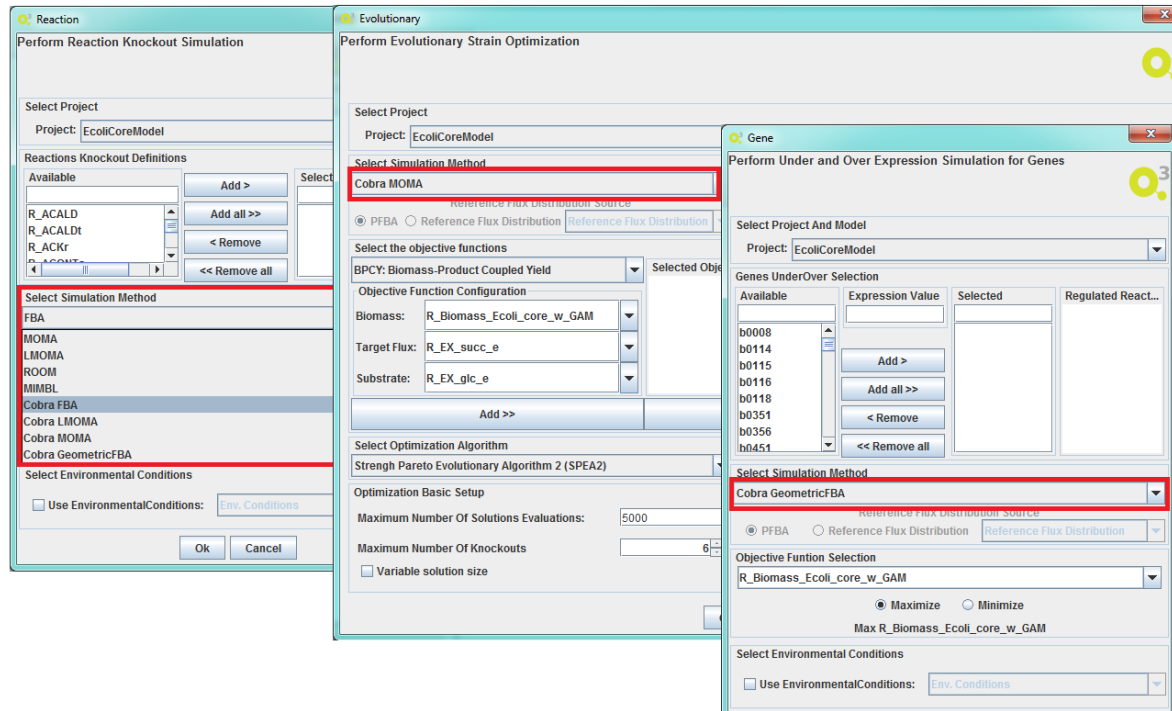 Reaction
Perform Reaction Knockout Simulation
Select Project
Project: EcoliCoreModel
Reactions Knockout Definitions
Available
Select
R_ACALD
R_ACALDt
R_ACKr
Add >
Add all >>
< Remove
<< Remove all
Select Simulation Method
FBA
MOMA
LMOMA
ROOM
MIMBL
Cobra FBA
Cobra LMOMA
Cobra MOMA
Cobra GeometricFBA
Select Environmental Conditions
Use EnvironmentalConditions: Env. Conditions
Ok Cancel
Evolutionary
Perform Evolutionary Strain Optimization
Select Project
Project: EcoliCoreModel
Select Simulation Method
Cobra MOMA
Reference Flux Distribution Source
PFBA Reference Flux Distribution Reference Flux Distribution
Select the objective functions
BPCY: Biomass-Product Coupled Yield
Selected Obje
Objective Function Configuration
Biomass: R_Biomass_Ecoli_core_w_GAM
Target Flux: R_EX_succ_e
Substrate: R_EX_glc_e
Add >>
Select Optimization Algorithm
Strengh Pareto Evolutionary Algorithm 2 (SPEA2)
Optimization Basic Setup
Maximum Number Of Solutions Evaluations: 5000
Maximum Number Of Knockouts 6
Variable solution size
Gene
Perform Under and Over Expression Simulation for Genes
3
Select Project And Model
Project: EcoliCoreModel
Genes UnderOver Selection
Available Expression Value Selected Regulated React...
b0008
b0114
b0115
b0116
b0118
b0351
b0356
b0451
Add >
Add all >>
< Remove
<< Remove all
Select Simulation Method
Cobra GeometricFBA
Reference Flux Distribution Source
PFBA Reference Flux Distribution Reference Flux Distribution
Objective Funtion Selection
R_Biomass_Ecoli_core_w_GAM
Maximize Minimize
Max R_Biomass_Ecoli_core_w_GAM
Select Environmental Conditions
Use EnvironmentalConditions: Env. Conditions